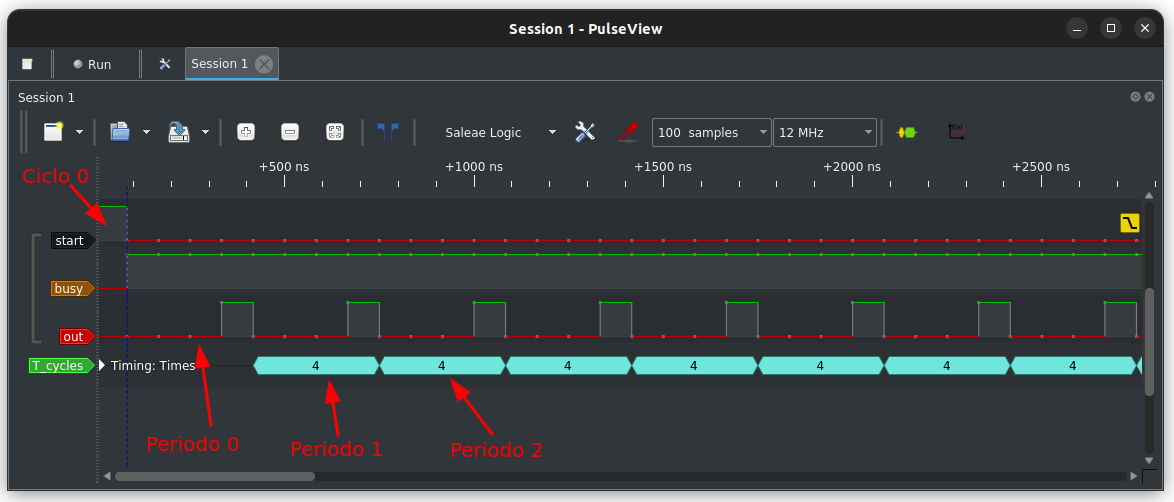 Session 1 - PulseView
Run
Session 1
Session 1
Saleae Logic
100 samples
12 MHz
f(x)
+500 ns
+1000 ns
+1500 ns
+2000 ns
+2500 ns
Ciclo 0
start
busy
out
T_cycles
Timing: Times
4
4
4
4
4
4
4
Periodo 0
Periodo 1
Periodo 2